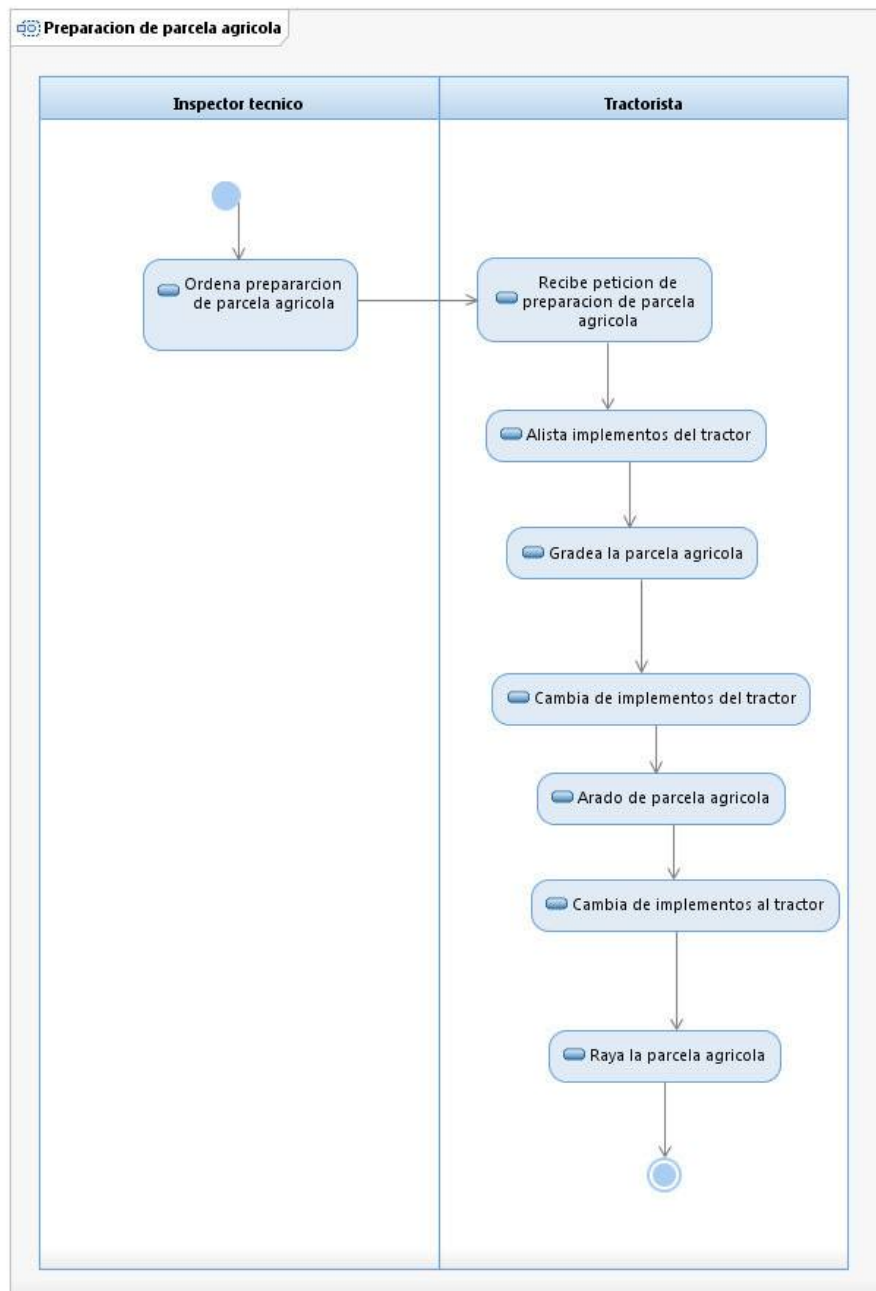 Preparacion de parcela agricola
Inspector tecnico
Tractorista
Ordena prepararcion
de parcela agricola
Recibe peticion de
preparacion de parcela
agricola
Alista implementos del tractor
Gradea la parcela agricola
Cambia de implementos del tractor
Arado de parcela agricola
Cambia de implementos al tractor
Raya la parcela agricola